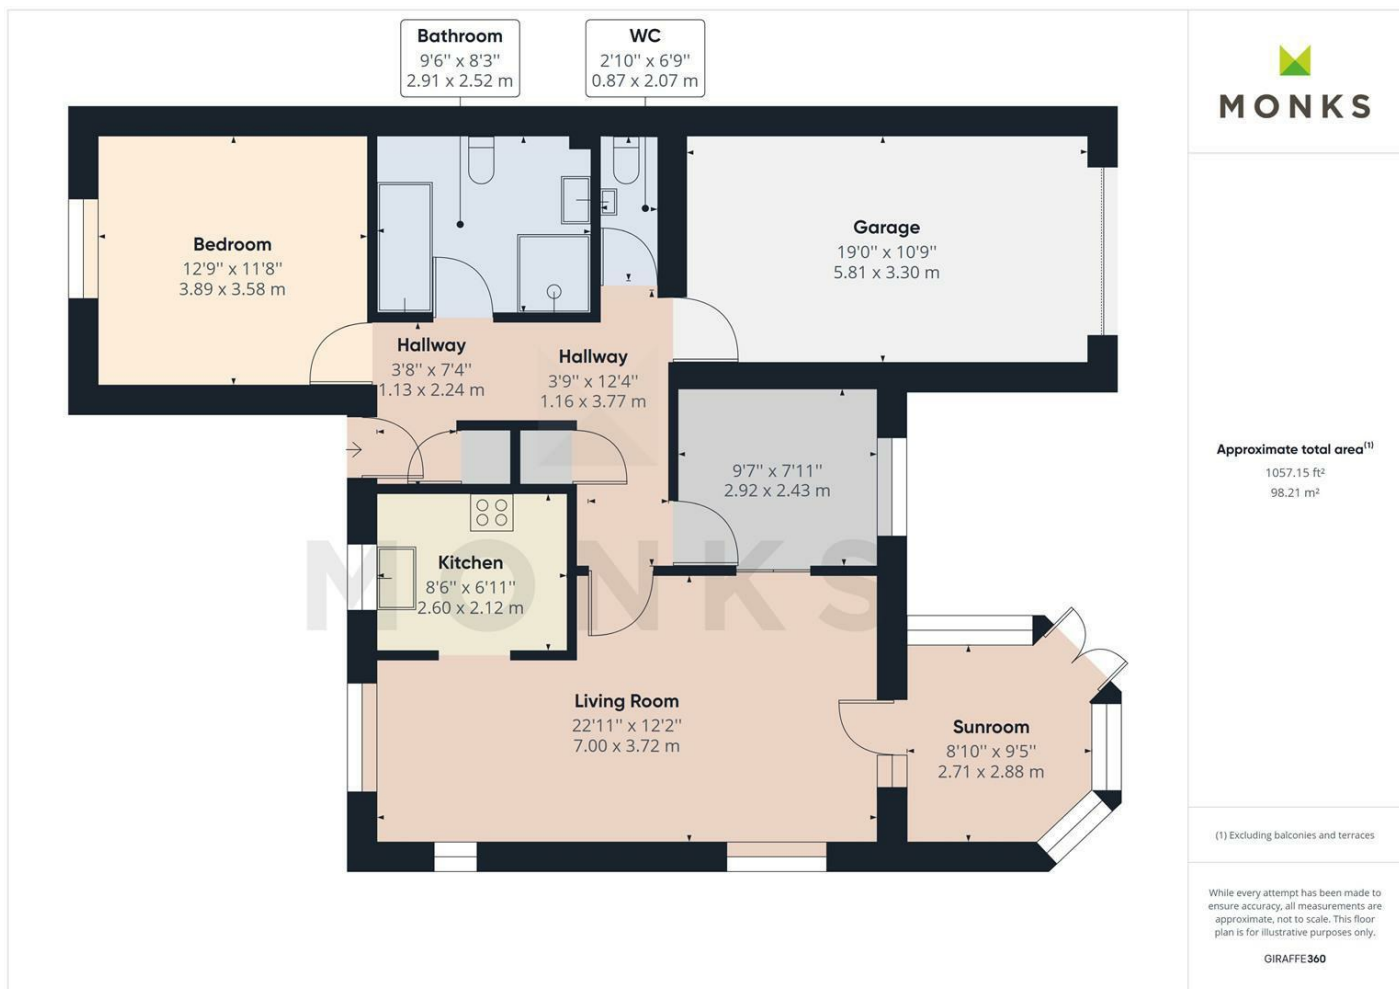 Bathroom
9'6" x 8'3"
2.91 x 2.52 m
WC
2'10" x 6'9"
0.87 x 2.07 m
MONKS
Bedroom
12'9" x 11'8"
3.89 x 3.58 m
Garage
19'0" x 10'9"
5.81 x 3.30 m
Hallway
3'8" x 7'4"
1.13 x 2.24 m
Hallway
3'9" x 12'4"
1.16 x 3.77 m
9'7" x 7'11"
2.92 x 2.43 m
Approximate total area(1)
1057.15 ft²
98.21 m²
Kitchen
8'6" x 6'11"
2.60 x 2.12 m
MONKS
Living Room
22'11" x 12'2"
7.00 x 3.72 m
Sunroom
8'10" x 9'5"
2.71 x 2.88 m
(1) Excluding balconies and terraces
While every attempt has been made to
ensure accuracy, all measurements are
approximate, not to scale. This floor
plan is for illustrative purposes only.
GIRAFFE360